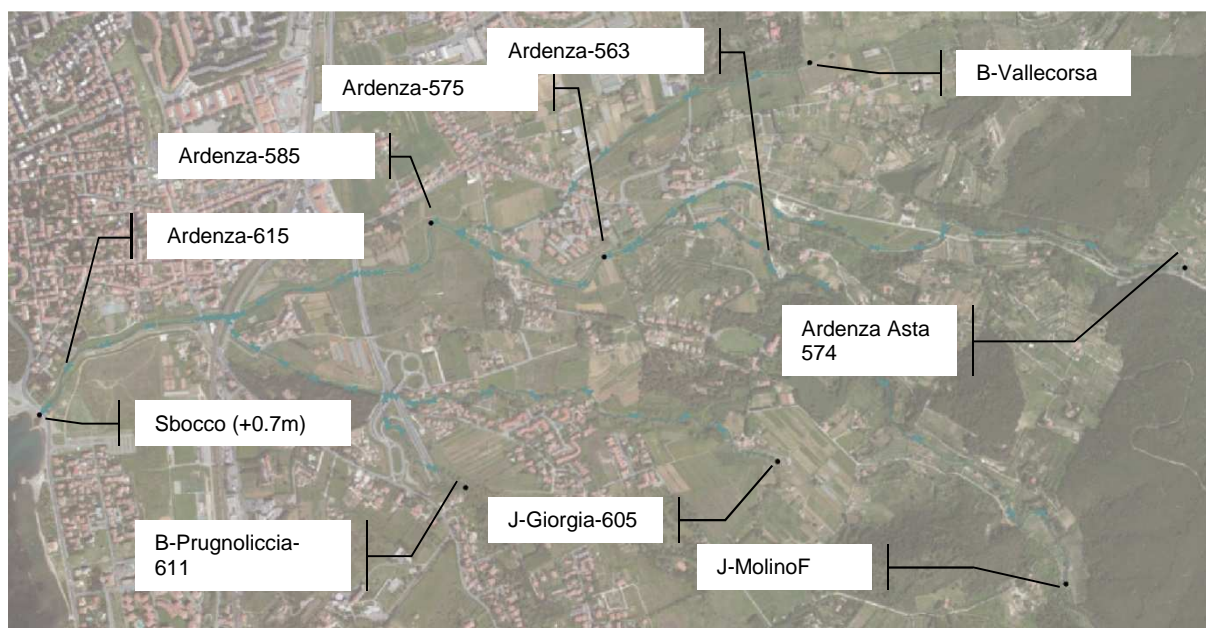 Ardenza-563
B-Vallecorsa
Ardenza-575
Ardenza-585
Ardenza-615
Ardenza Asta
574
Sbocco (+0.7m)
J-Giorgia-605
B-Prugnoliccia-
611
J-MolinoF